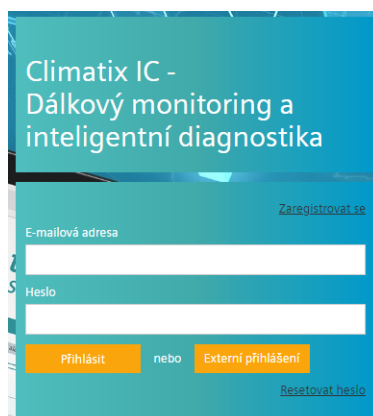 Climatix IC -
Dálkový monitoring a
inteligentní diagnostika
Zaregistrovat se
E-mailová adresa
Heslo
Přihlásit nebo Externí přihlášení
Resetovat heslo